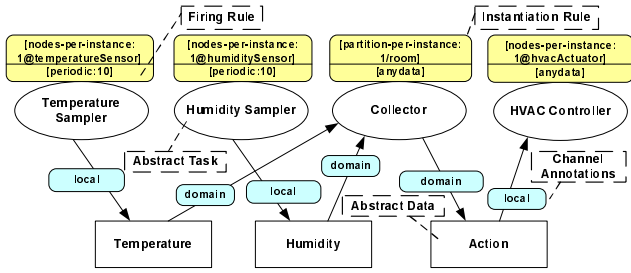 Firing Rule
Instantiation Rule
[nodes-per-instance:
1@temperatureSensor]
[periodic:10]
[nodes-per-instance:
1@humiditySensor]
[periodic:10]
[partition-per-instance:
1/room]
[anydata]
[nodes-per-instance:
1@hvacActuator]
[anydata]
Temperature
Sampler
Humidity Sampler
Collector
HVAC Controller
Abstract Task
Channel
Annotations
local
domain
local
domain
domain
local
Abstract Data
Temperature
Humidity
Action